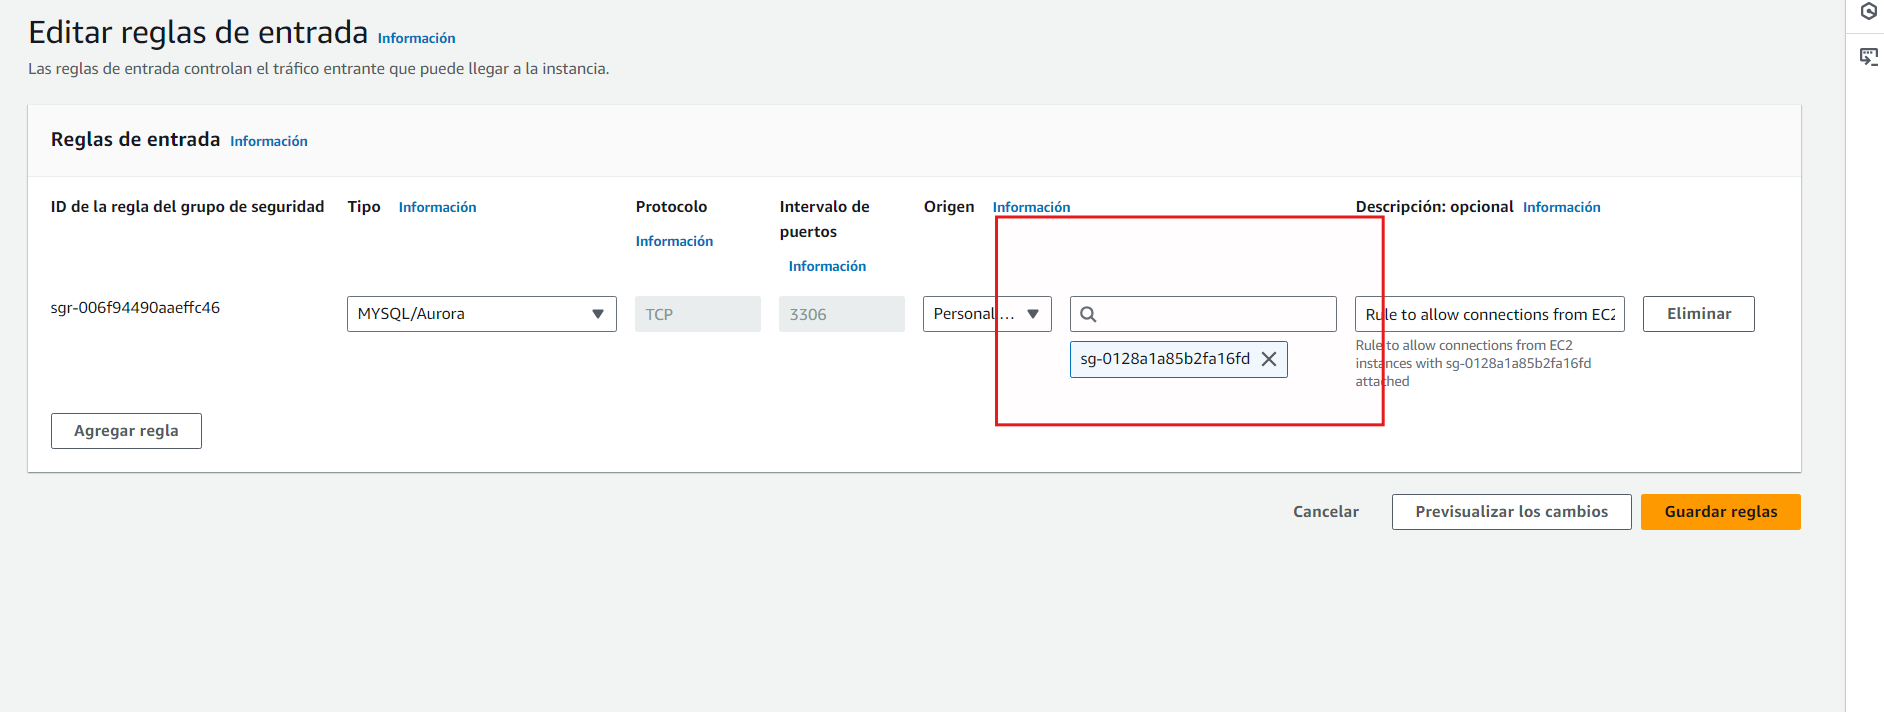 Editar reglas de entrada Información
Las reglas de entrada controlan el tráfico entrante que puede llegar a la instancia.
Reglas de entrada Información
ID de la regla del grupo de seguridad
Tipo Información
Protocolo
Información
Intervalo de
puertos
Información
Origen Información
Descripción: opcional Información
sgr-006f94490aaeffc46
MYSQL/Aurora
TCP
3306
Personal...
sg-0128a1a85b2fa16fd
Rule to allow connections from EC2
Rule to allow connections from EC2
instances with sg-0128a1a85b2fa16fd
attached
Eliminar
Agregar regla
Cancelar
Previsualizar los cambios
Guardar reglas